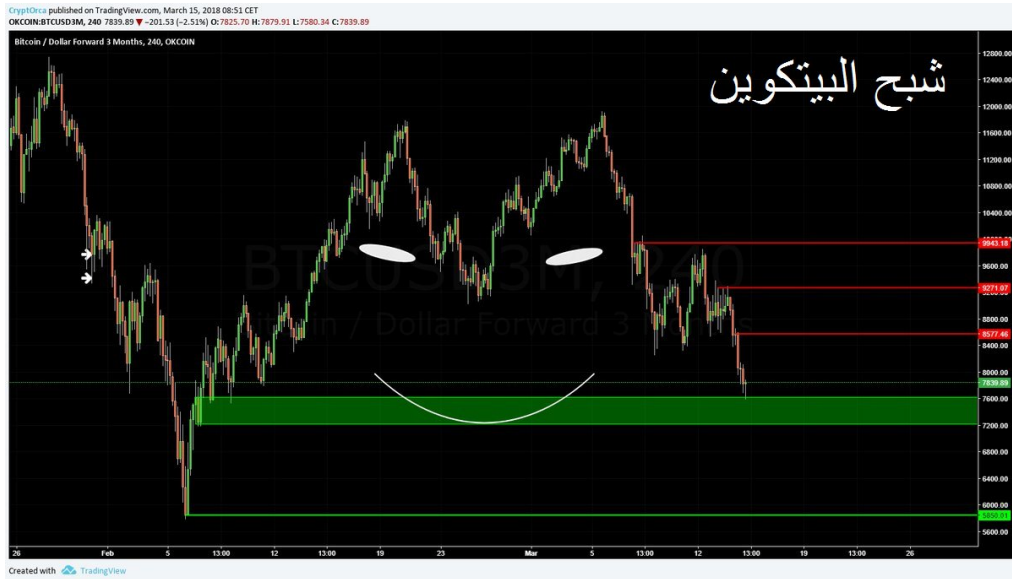 CryptOrca published on TradingView.com, March 15, 2018 08:51 CET
OKCOIN:BTCUSD3M, 240 7839.89 ▼ −201.53 (−2.51%) O:7825.70 H:7879.91 L:7580.34 C:7839.89
Bitcoin / Dollar Forward 3 Months, 240, OKCOIN
شبح البيتكوين
BTCUSD3M, 240
Bitcoin / Dollar Forward 3
12800.00
12400.00
12000.00
11600.00
11200.00
10800.00
10400.00
9943.18
9600.00
9271.07
8800.00
8577.46
8400.00
8000.00
7839.89
7600.00
7200.00
6800.00
6400.00
6000.00
5600.00
26 Feb 5 13:00 12 13:00 19 23 Mar 5 13:00 12 13:00 19 13:00 26
Created with TradingView